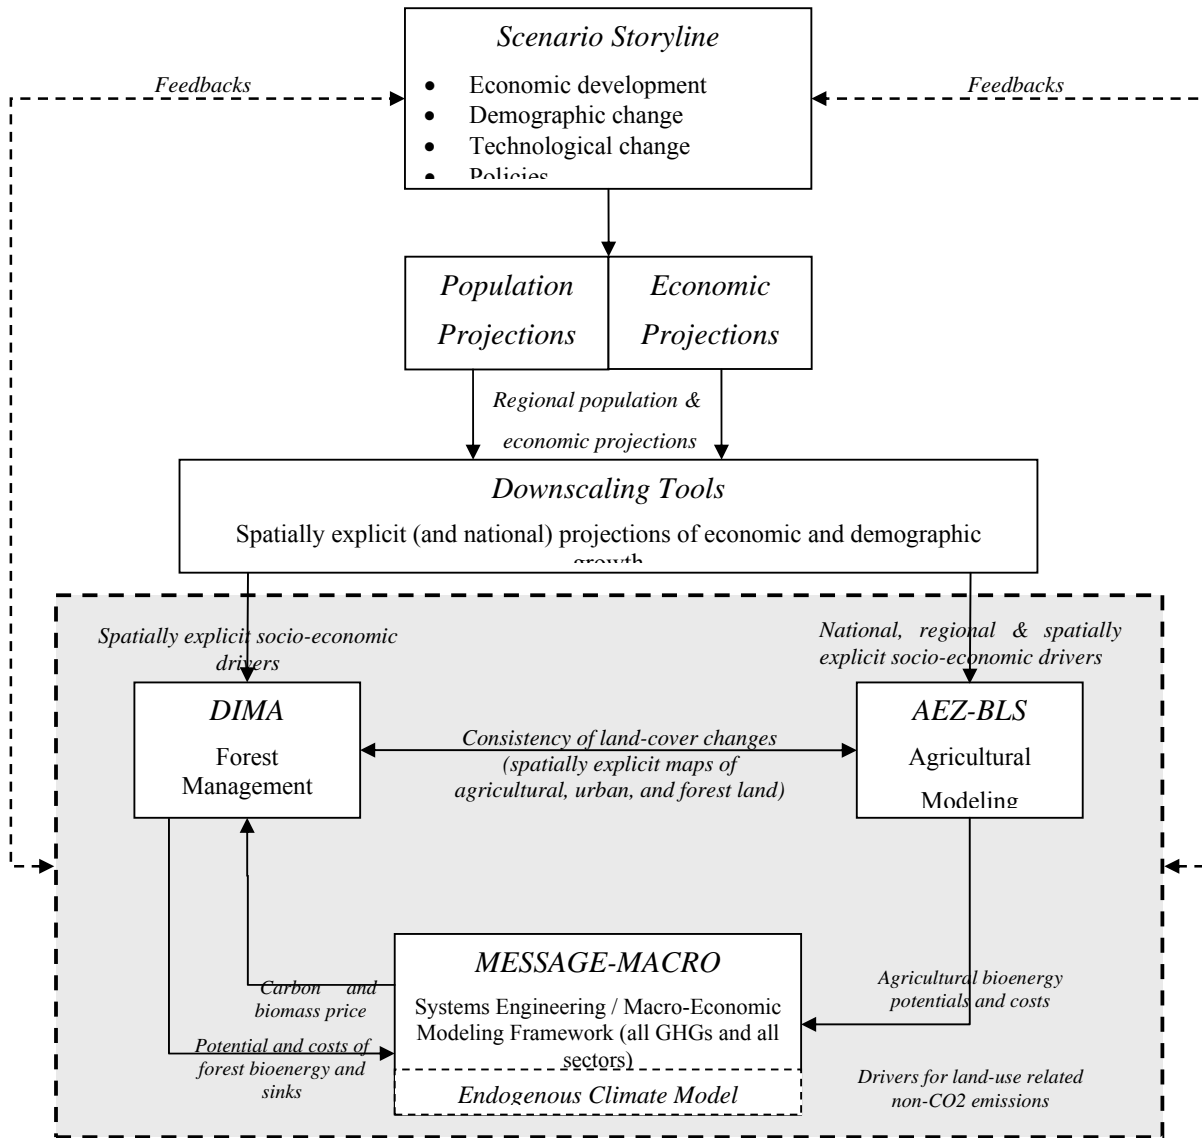 Scenario Storyline
Feedbacks
Feedbacks
• Economic development
• Demographic change
• Technological change
• Policies
Population
Projections
Economic
Projections
Regional population &
economic projections
Downscaling Tools
Spatially explicit (and national) projections of economic and demographic
growth
Spatially explicit socio-economic
drivers
National, regional & spatially
explicit socio-economic drivers
DIMA
Forest
Management
Consistency of land-cover changes
(spatially explicit maps of
agricultural, urban, and forest land)
AEZ-BLS
Agricultural
Modeling
MESSAGE-MACRO
Systems Engineering / Macro-Economic
Modeling Framework (all GHGs and all
sectors)
Endogenous Climate Model
Carbon and
biomass price
Potential and costs of
forest bioenergy and
sinks
Agricultural bioenergy
potentials and costs
Drivers for land-use related
non-CO2 emissions